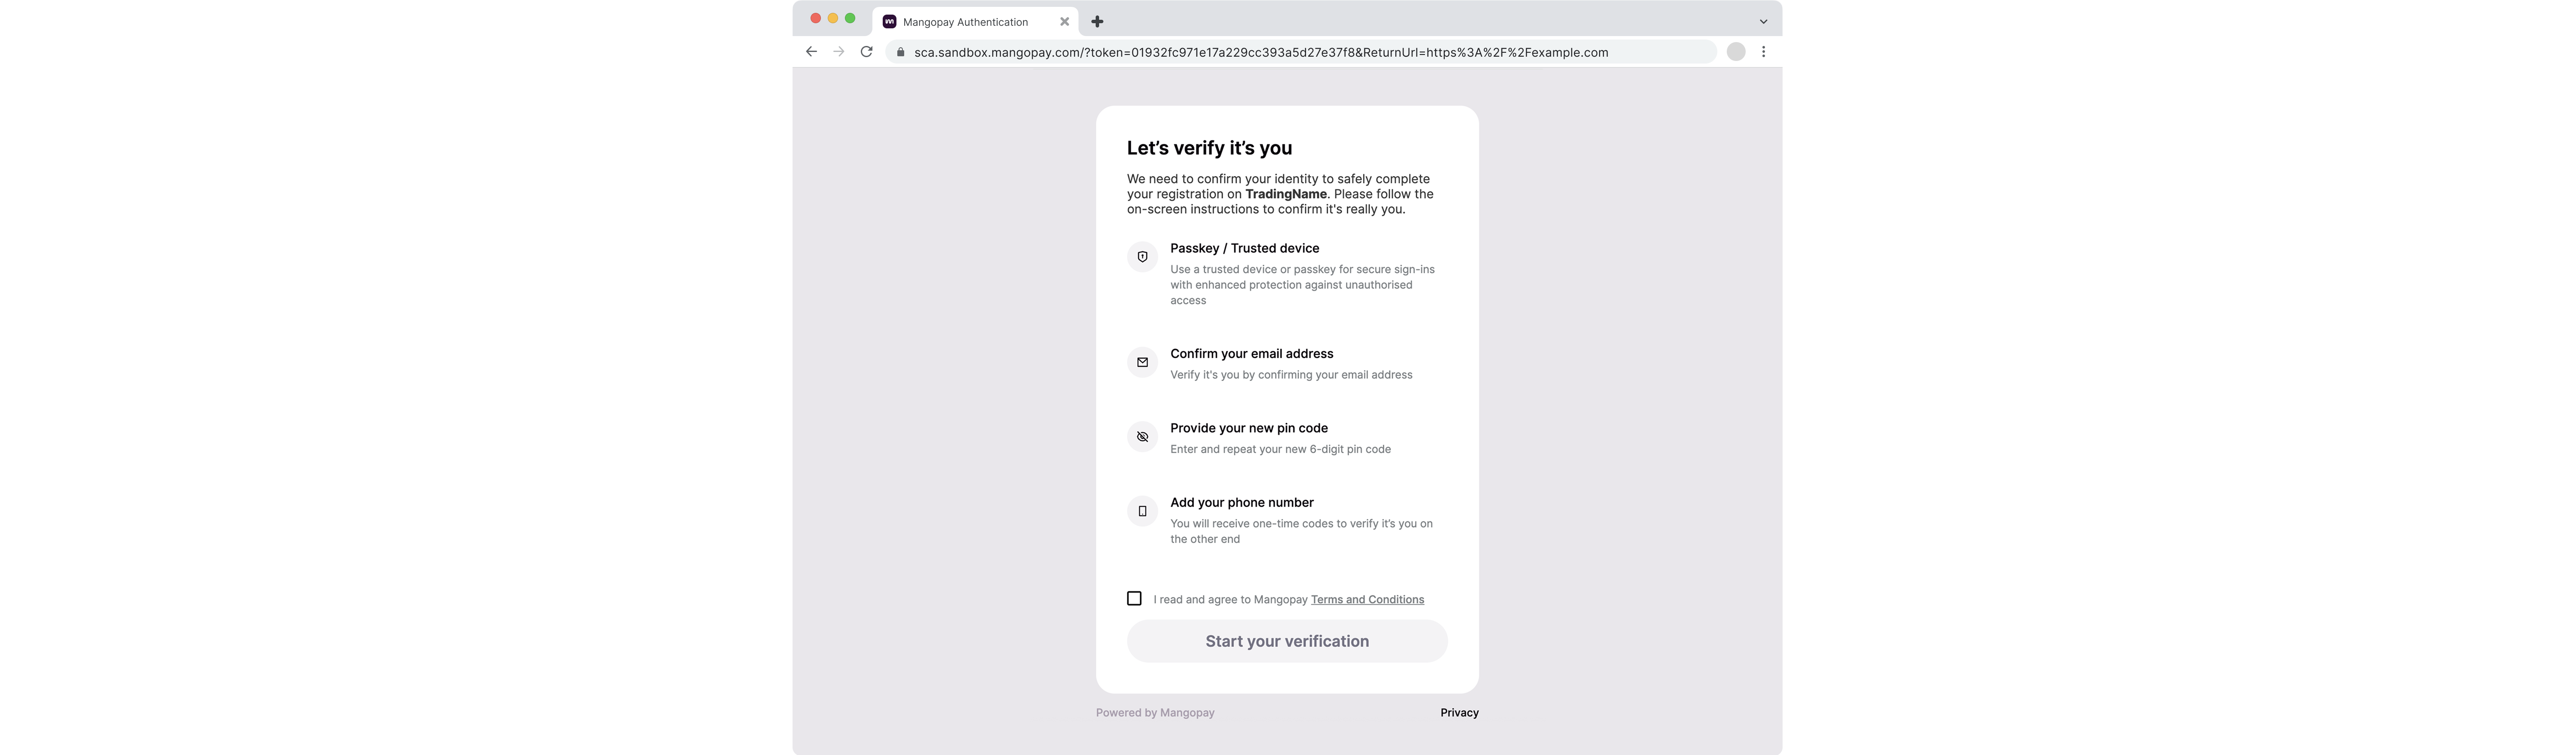 Mangopay Authentication
sca.sandbox.mangopay.com/?token=01932fc971e17a229cc393a5d27e37f8&ReturnUrl=https%3A%2F%2Fexample.com
Let’s verify it’s you
We need to confirm your identity to safely complete
your registration on TradingName. Please follow the
on-screen instructions to confirm it's really you.
Passkey / Trusted device
Use a trusted device or passkey for secure sign-ins
with enhanced protection against unauthorised
access
Confirm your email address
Verify it's you by confirming your email address
Provide your new pin code
Enter and repeat your new 6-digit pin code
Add your phone number
You will receive one-time codes to verify it’s you on
the other end
I read and agree to Mangopay Terms and Conditions
Start your verification
Powered by Mangopay
Privacy